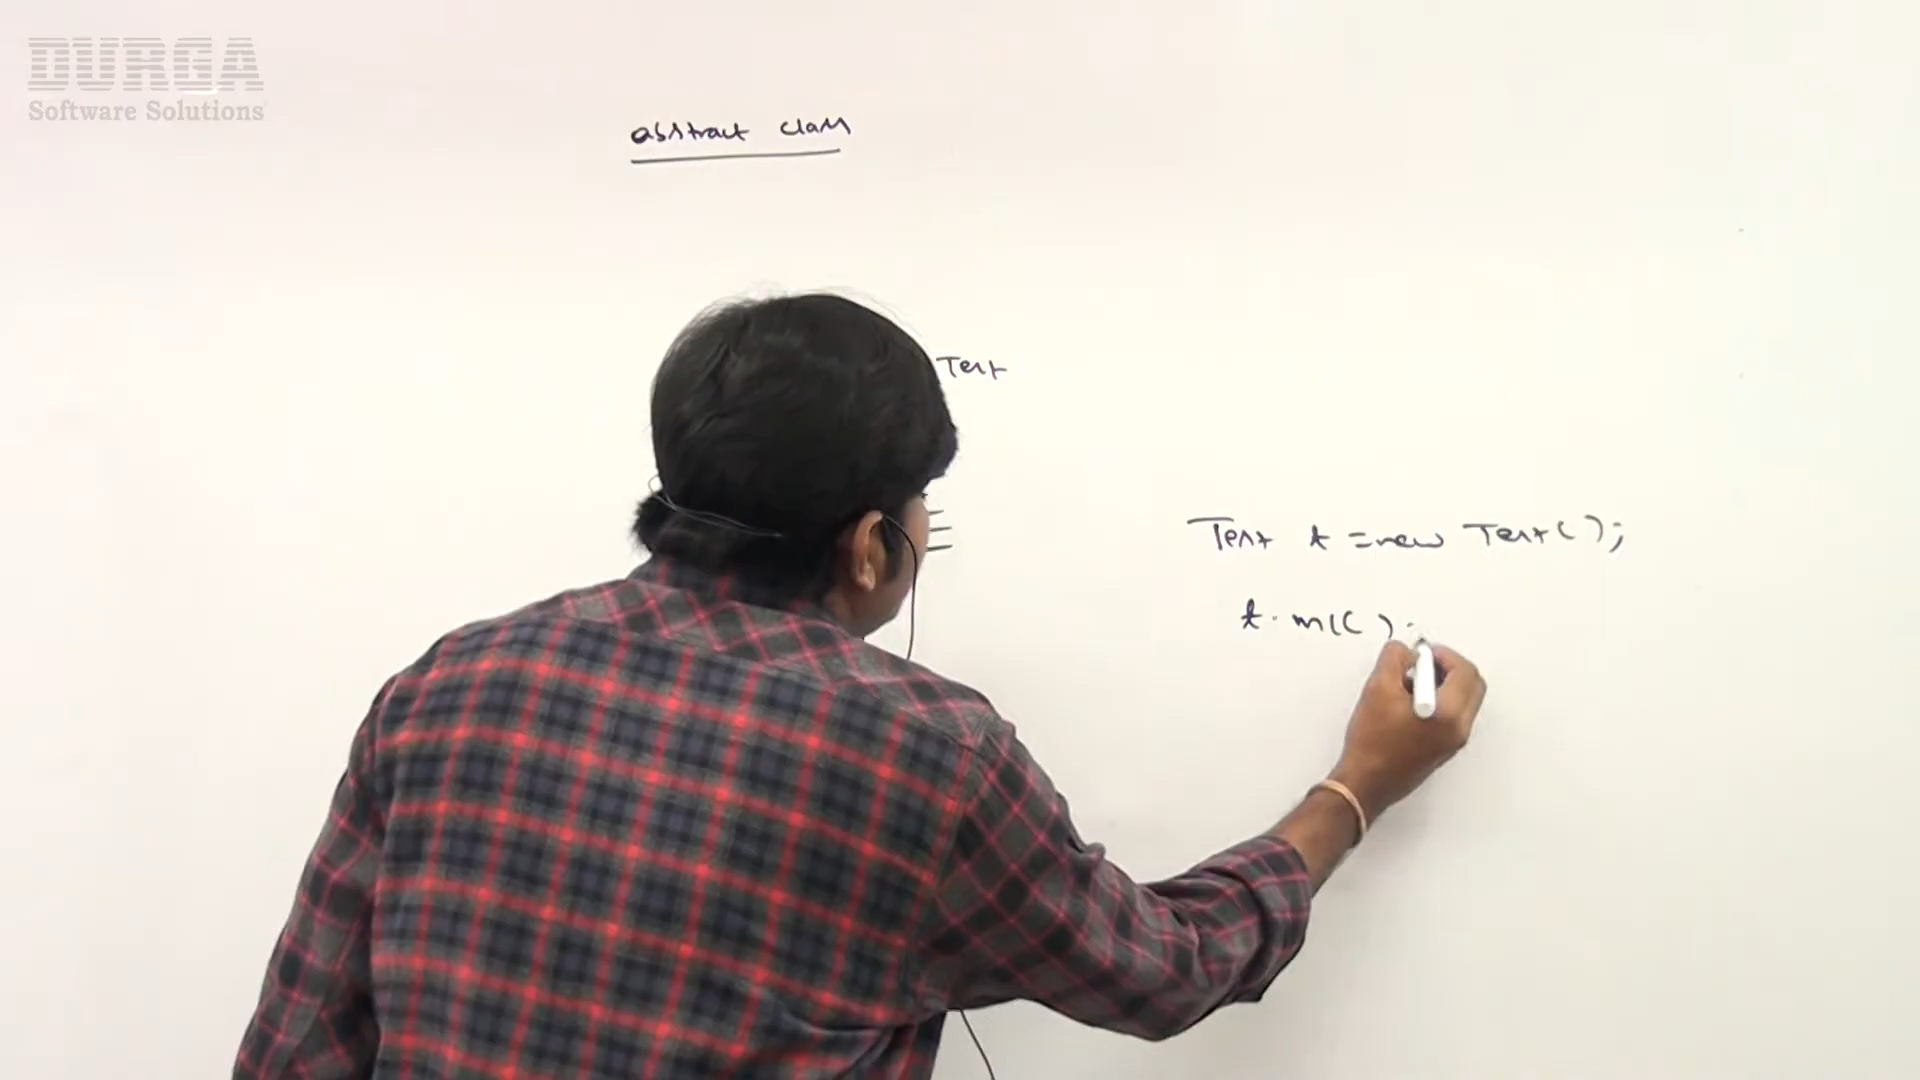 DURGA
Software Solutions
abstract class
Test
Test t = new Test();
t.m1();